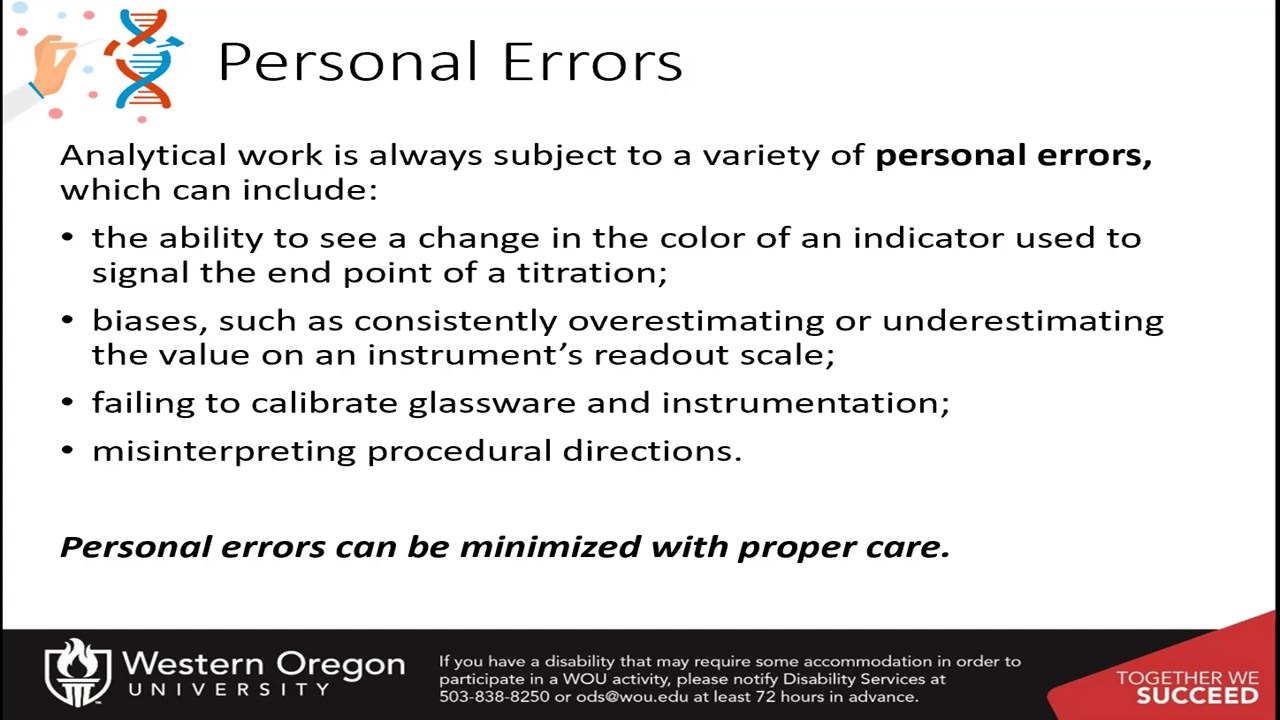 Personal Errors
Analytical work is always subject to a variety of personal errors,
which can include:
• the ability to see a change in the color of an indicator used to
signal the end point of a titration;
• biases, such as consistently overestimating or underestimating
the value on an instrument’s readout scale;
• failing to calibrate glassware and instrumentation;
• misinterpreting procedural directions.
Personal errors can be minimized with proper care.
Western Oregon
UNIVERSITY
If you have a disability that may require some accommodation in order to
participate in a WOU activity, please notify Disability Services at
503-838-8250 or ods@wou.edu at least 72 hours in advance.
TOGETHER WE
SUCCEED